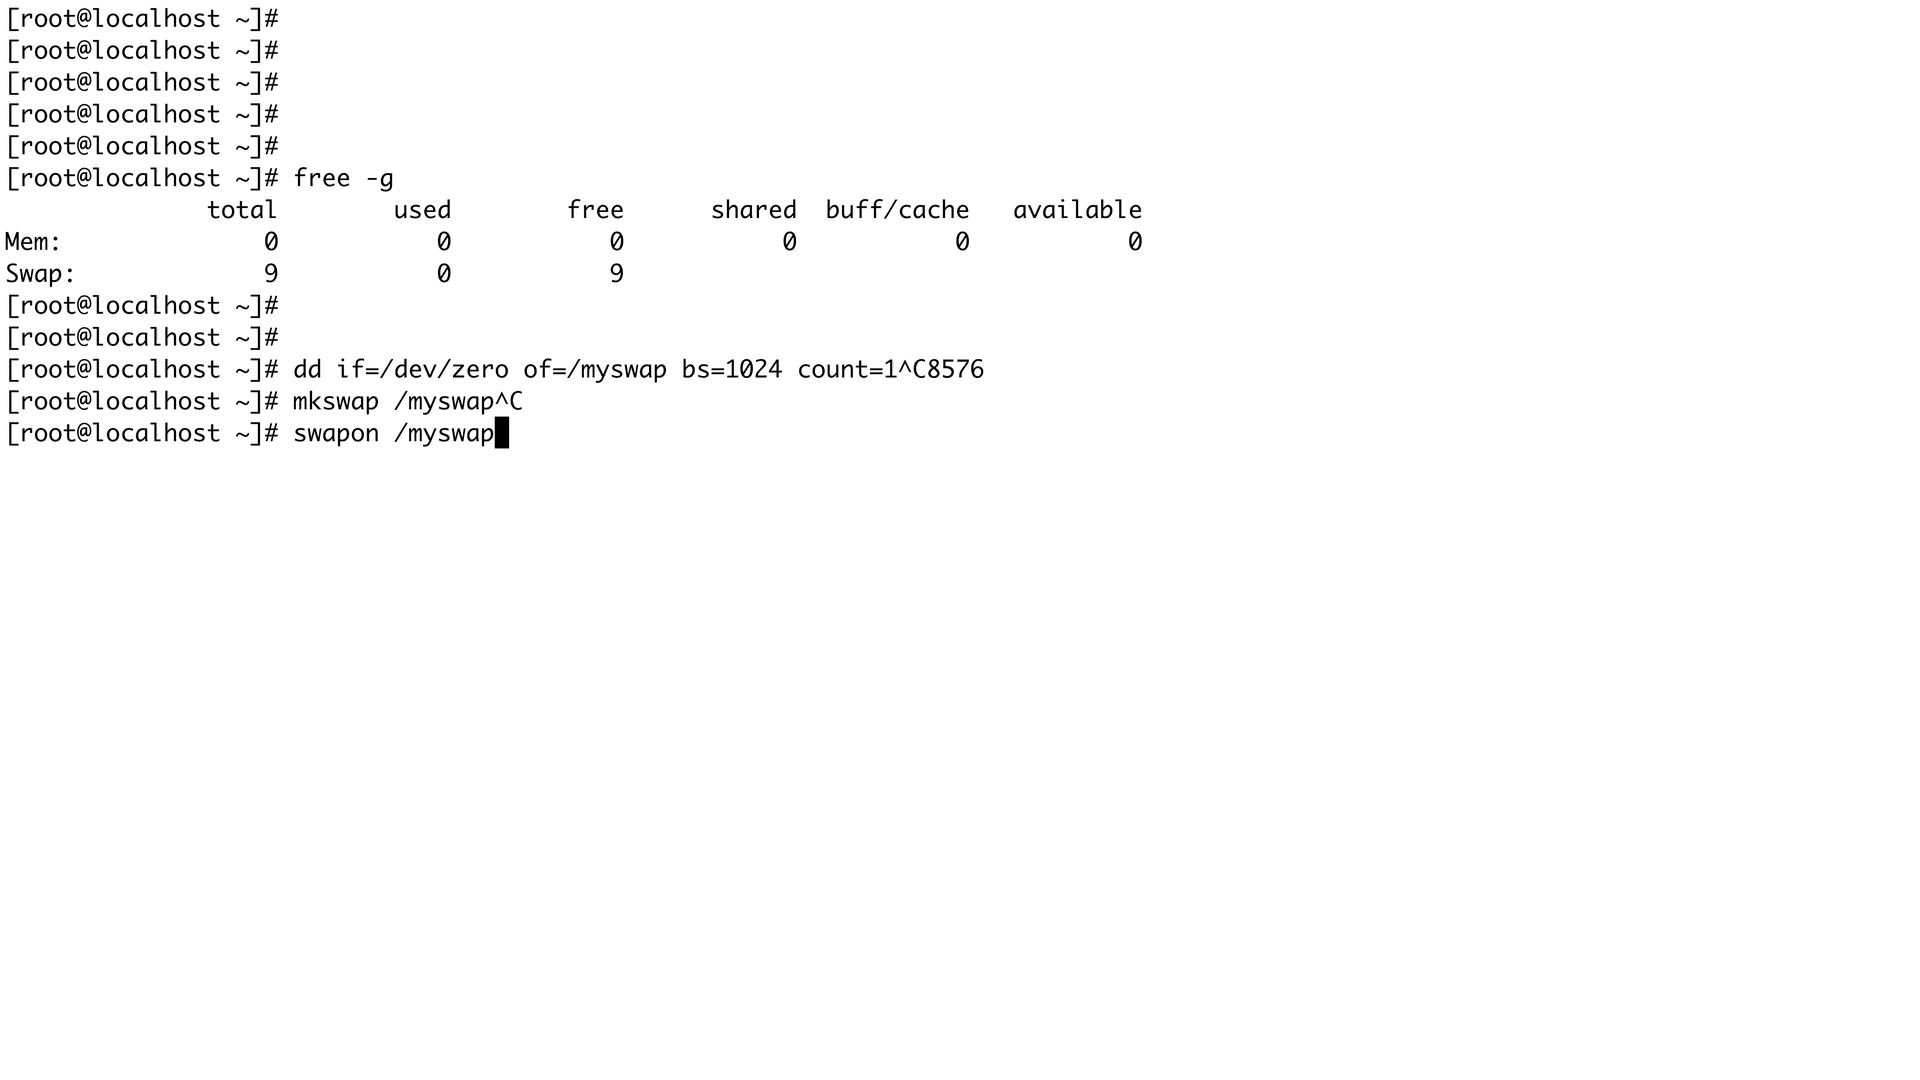 [root@localhost ~]#
[root@localhost ~]#
[root@localhost ~]#
[root@localhost ~]#
[root@localhost ~]#
[root@localhost ~]# free -g
              total        used        free      shared  buff/cache   available
Mem:              0           0           0           0           0           0
Swap:             9           0           9
[root@localhost ~]#
[root@localhost ~]#
[root@localhost ~]# dd if=/dev/zero of=/myswap bs=1024 count=1^C8576
[root@localhost ~]# mkswap /myswap^C
[root@localhost ~]# swapon /myswap